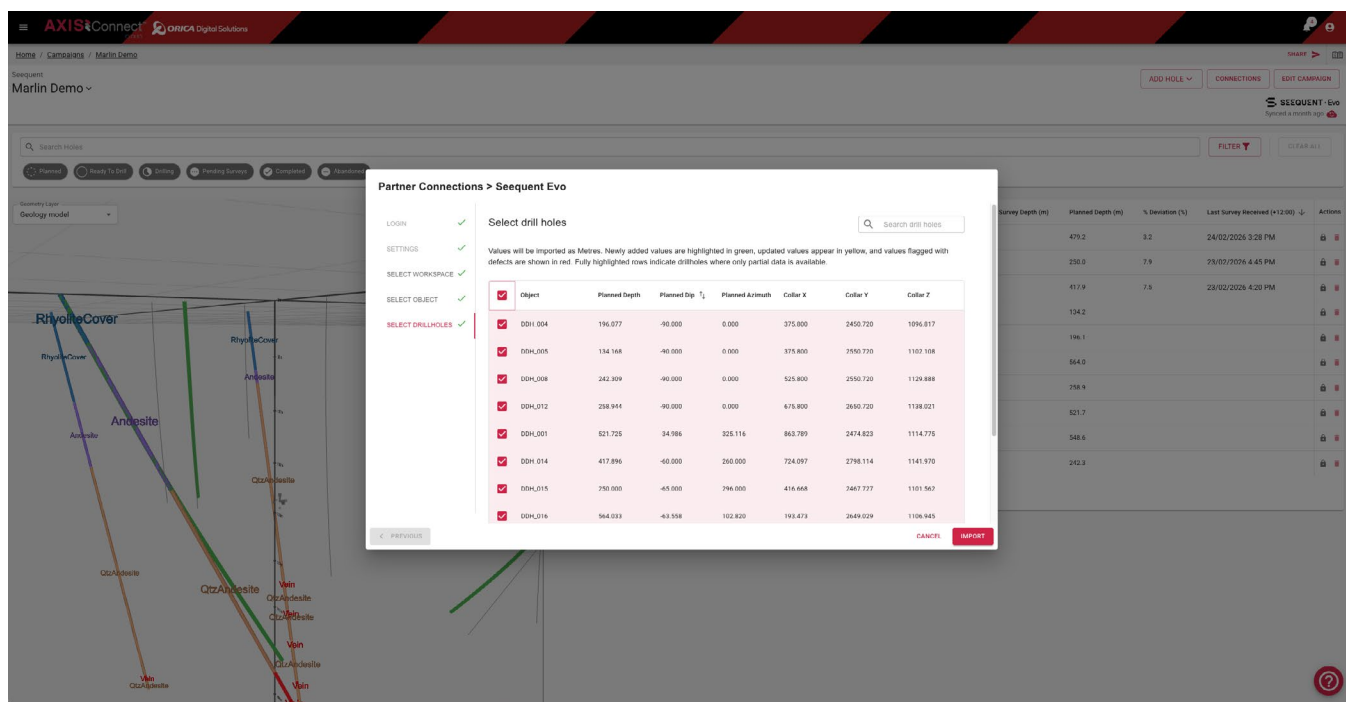 AXIS Connect ORICA Digital Solutions
4
Home / Campaigns / Marlin Demo
SHARE
Seequent
Marlin Demo
ADD HOLE
CONNECTIONS
EDIT CAMPAIGN
SEEQUENT · Evo
Synced a month ago
Search Holes
FILTER
CLEAR ALL
Planned
Ready To Drill
Drilling
Pending Surveys
Completed
Abandoned
Geometry Layer
Geology model
Survey Depth (m) Planned Depth (m) % Deviation (%) Last Survey Received (+12:00) Actions
479.2 3.2 24/02/2026 3:28 PM
250.0 7.9 23/02/2026 4:45 PM
417.9 7.5 23/02/2026 4:20 PM
134.2
196.1
564.0
258.9
521.7
548.6
242.3
Partner Connections > Seequent Evo
LOGIN
SETTINGS
SELECT WORKSPACE
SELECT OBJECT
SELECT DRILLHOLES
Select drill holes
Search drill holes
Values will be imported as Metres. Newly added values are highlighted in green, updated values appear in yellow, and values flagged with
defects are shown in red. Fully highlighted rows indicate drillholes where only partial data is available.
Object Planned Depth Planned Dip Planned Azimuth Collar X Collar Y Collar Z
DDH_004 196.077 -90.000 0.000 375.800 2450.720 1096.817
DDH_005 134.168 -90.000 0.000 375.800 2550.720 1102.108
DDH_008 242.309 -90.000 0.000 525.800 2550.720 1129.888
DDH_012 258.944 -90.000 0.000 675.800 2650.720 1138.021
DDH_001 521.725 34.986 325.116 863.789 2474.823 1114.775
DDH_014 417.896 -60.000 260.000 724.097 2798.114 1141.970
DDH_015 250.000 -65.000 296.000 416.668 2467.777 1101.562
DDH_016 564.033 -63.558 102.820 193.473 2649.029 1106.945
PREVIOUS
CANCEL
IMPORT
RhyoliteCover
RhyoliteCover
RhyoliteCover
Andesite
Andesite
Andesite
QtzAndesite
QtzAndesite
QtzAndesite
Vein
QtzAndesite
Vein
QtzAndesite
Vein
QtzAndesite
Vein
QtzAndesite
Vein